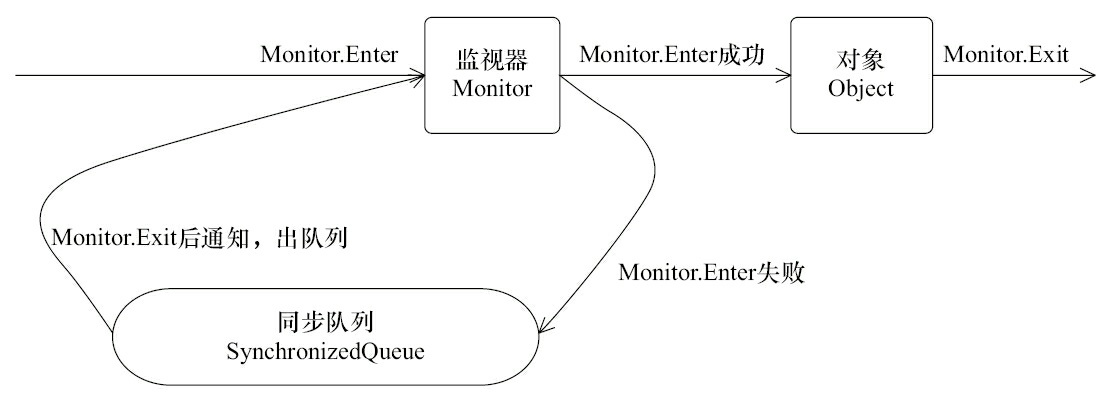 Monitor.Enter
监视器
Monitor
Monitor.Enter成功
对象
Object
Monitor.Exit
Monitor.Exit后通知，出队列
Monitor.Enter失败
同步队列
SynchronizedQueue